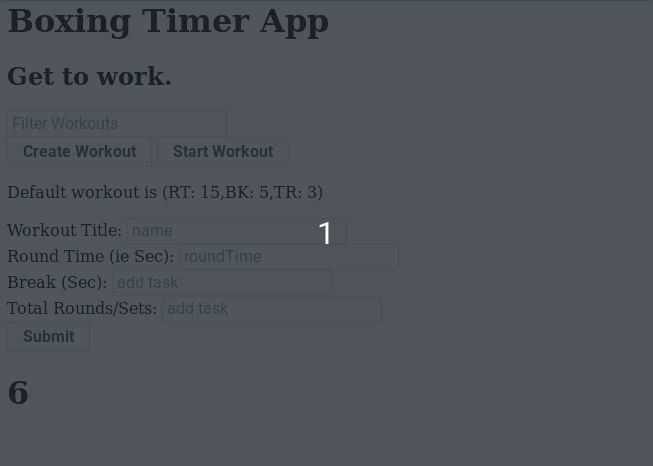 Boxing Timer App
Get to work.
Filter Workouts
Create Workout Start Workout
Default workout is (RT: 15,BK: 5,TR: 3)
Workout Title: name
1
Round Time (ie Sec): roundTime
Break (Sec): add task
Total Rounds/Sets: add task
Submit
6